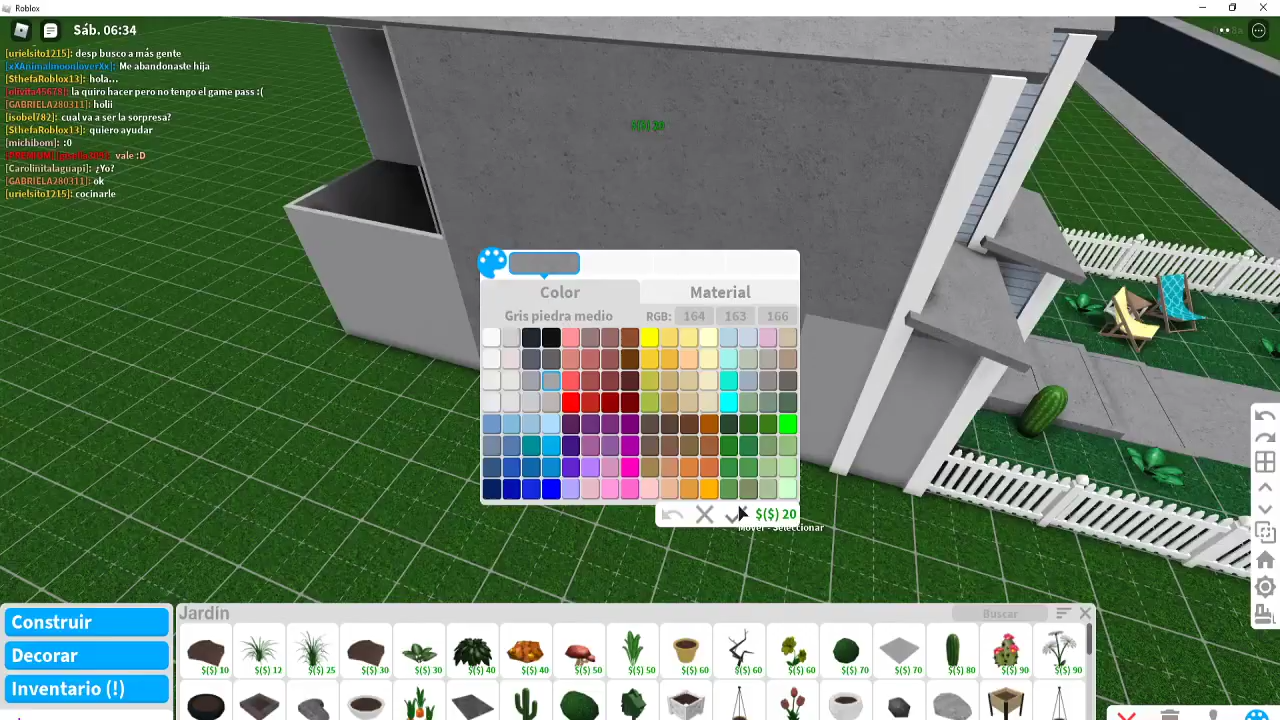 Roblox
Sáb. 06:34
[urielsito1215]: desp busco a más gente
[xXAnimalmoonloverXx]: Me abandonaste hija
[SthefaRoblox13]: hola...
[olivita45678]: la quiro hacer pero no tengo el game pass :(
[GABRIELA280311]: holii
[isobel782]: cual va a ser la sorpresa?
[SthefaRoblox13]: quiero ayudar
[michibom]: :0
vale :D
[Carolinitalaguapi]: ¿Yo?
[GABRIELA280311]: ok
[urielsito1215]: cocinarle
$($) 20
Color
Material
Gris piedra medio
RGB: 164 163 166
$($) 20
Mover - Seleccionar
Construir
Decorar
Inventario (!)
Jardín
Buscar
$($) 10
$($) 12
$($) 25
$($) 30
$($) 30
$($) 40
$($) 40
$($) 50
$($) 50
$($) 60
$($) 60
$($) 60
$($) 70
$($) 70
$($) 80
$($) 90
$($) 90